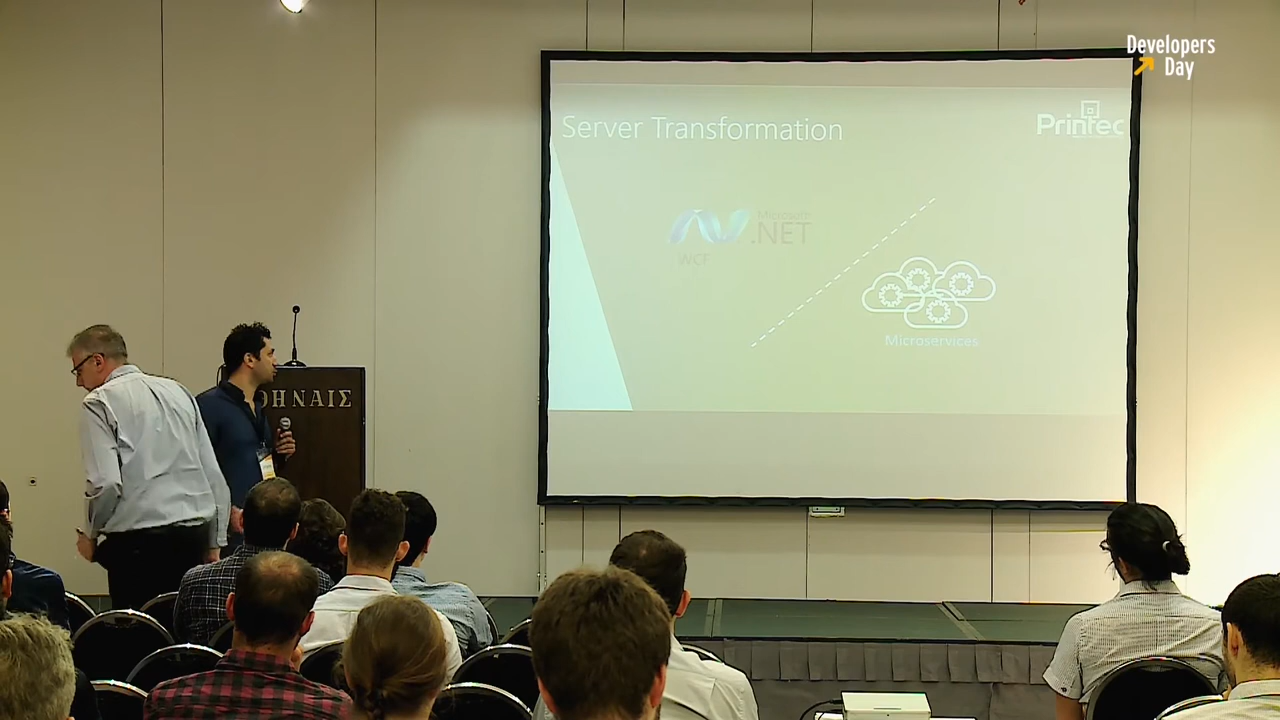 Developers
Day
Server Transformation
Printec
Microsoft
.NET
WCF
Microservices
ΘΗΝΑΙΣ